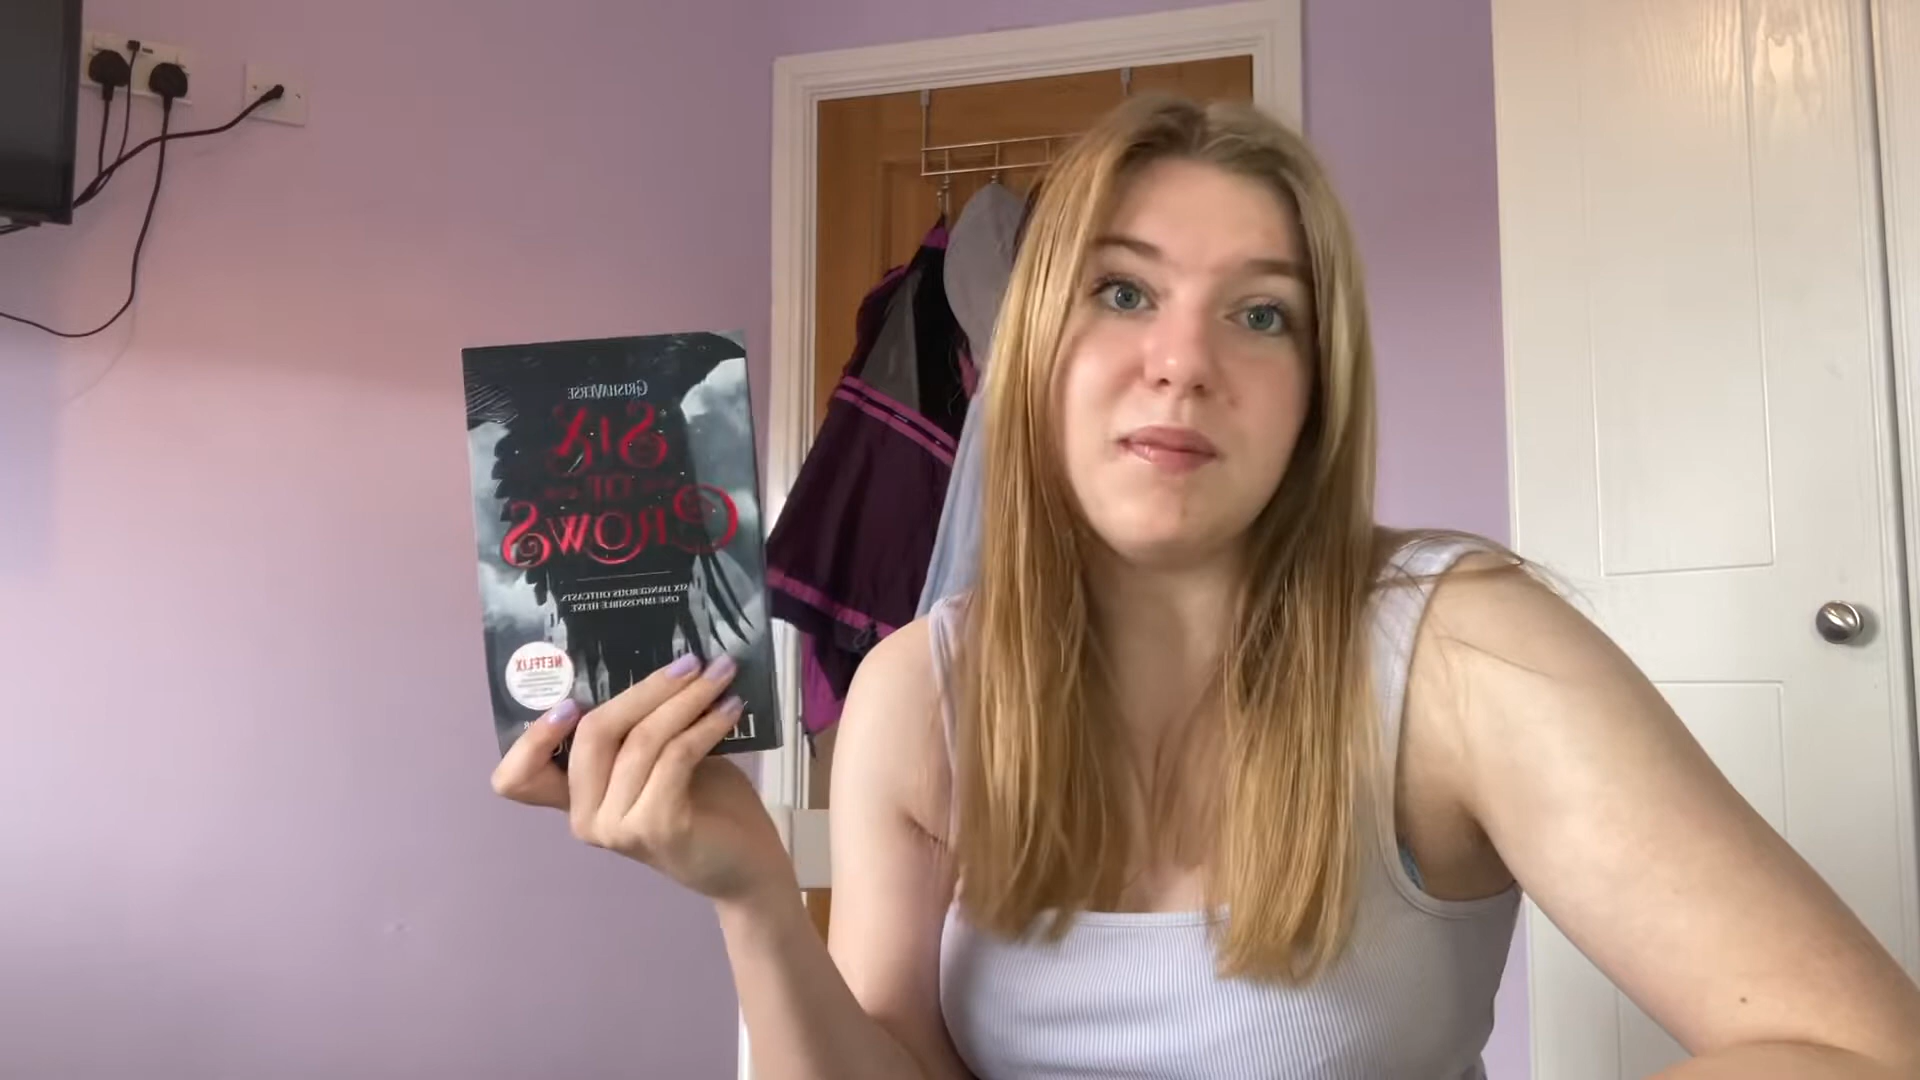 GRISHAVERSE
SIX
OF
CROWS
SIX DANGEROUS OUTCASTS.
ONE IMPOSSIBLE HEIST.
NETFLIX